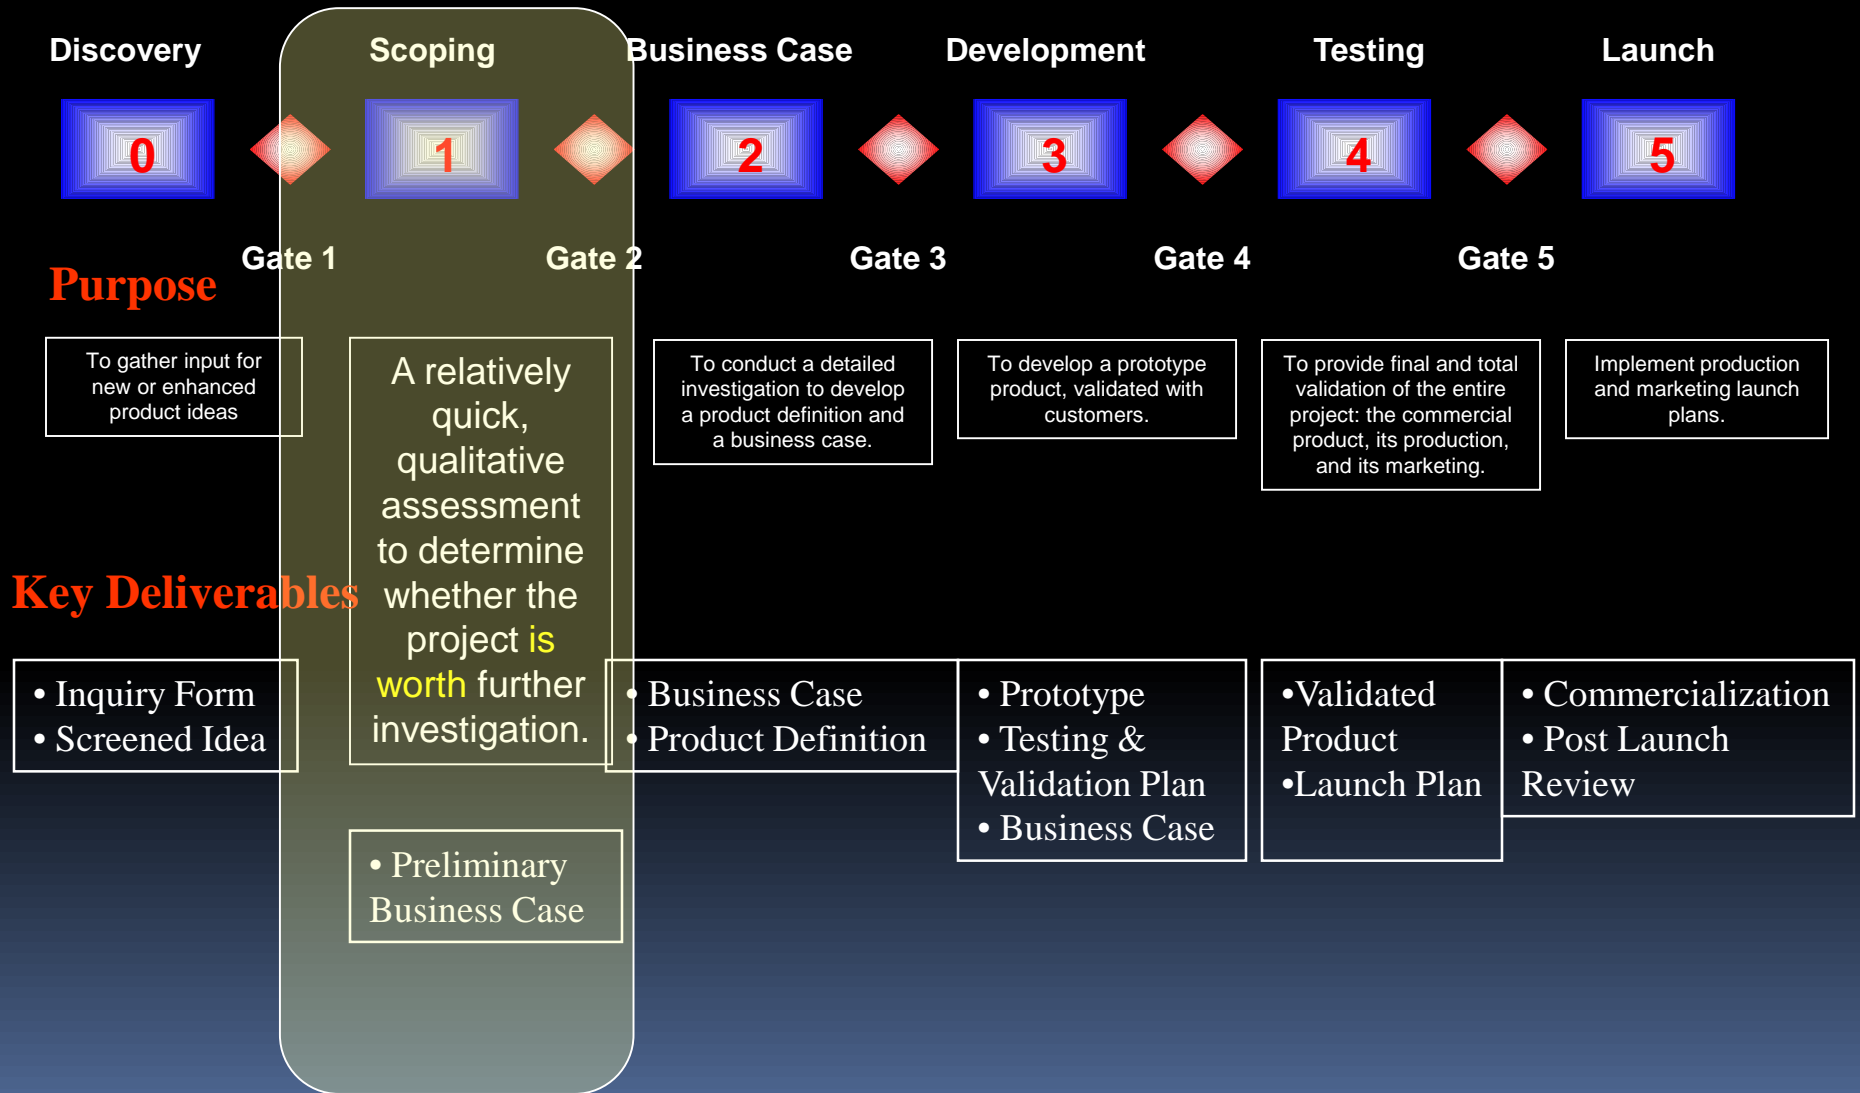 Discovery
Scoping
Business Case
Development
Testing
Launch
0
1
2
3
4
5
Gate 1
Gate 2
Gate 3
Gate 4
Gate 5
Purpose
To gather input for
new or enhanced
product ideas
A relatively
quick,
qualitative
assessment
to determine
whether the
project is
worth further
investigation.
To conduct a detailed
investigation to develop
a product definition and
a business case.
To develop a prototype
product, validated with
customers.
To provide final and total
validation of the entire
project: the commercial
product, its production,
and its marketing.
Implement production
and marketing launch
plans.
Key Deliverables
• Inquiry Form
• Screened Idea
• Preliminary
Business Case
• Business Case
• Product Definition
• Prototype
• Testing &
Validation Plan
• Business Case
•Validated
Product
•Launch Plan
• Commercialization
• Post Launch
Review